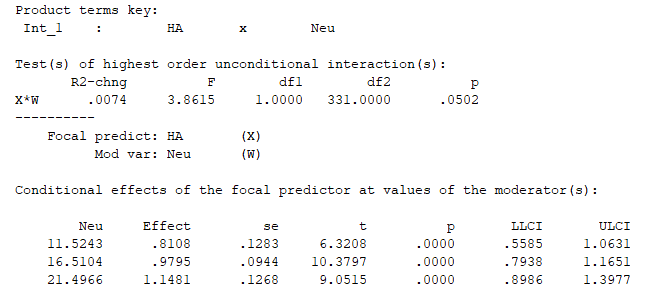 Product terms key:
Int_1 : HA x Neu
Test(s) of highest order unconditional interaction(s):
R2-chng F df1 df2 p
X*W .0074 3.8615 1.0000 331.0000 .0502
----------
Focal predict: HA (X)
Mod var: Neu (W)
Conditional effects of the focal predictor at values of the moderator(s):
Neu Effect se t p LLCI ULCI
11.5243 .8108 .1283 6.3208 .0000 .5585 1.0631
16.5104 .9795 .0944 10.3797 .0000 .7938 1.1651
21.4966 1.1481 .1268 9.0515 .0000 .8986 1.3977